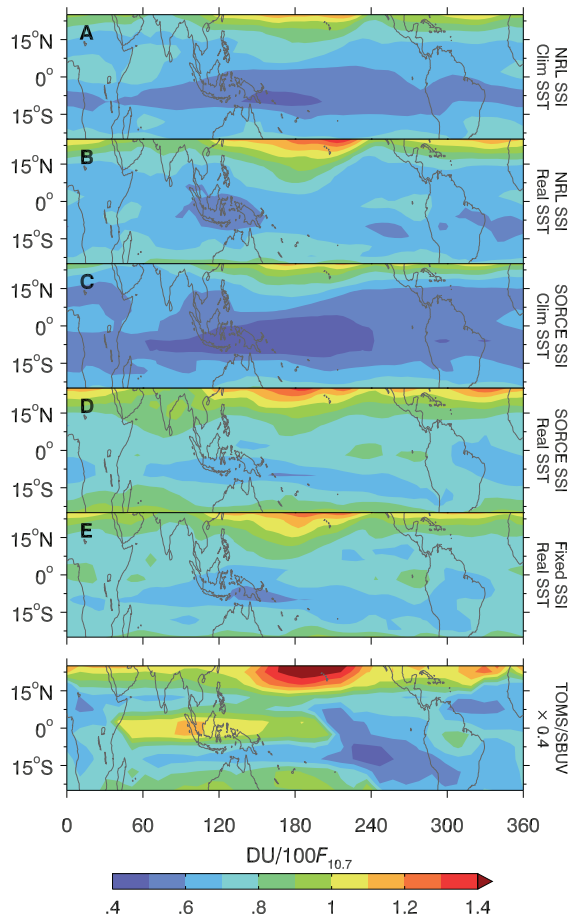 A
15°N
0°
15°S
NRL SSI
Clim SST
B
15°N
0°
15°S
NRL SSI
Real SST
C
15°N
0°
15°S
SORCE SSI
Clim SST
D
15°N
0°
15°S
SORCE SSI
Real SST
E
15°N
0°
15°S
Fixed SSI
Real SST
15°N
0°
15°S
TOMS/SBUV
× 0.4
0 60 120 180 240 300 360
DU/100F10.7
.4 .6 .8 1 1.2 1.4